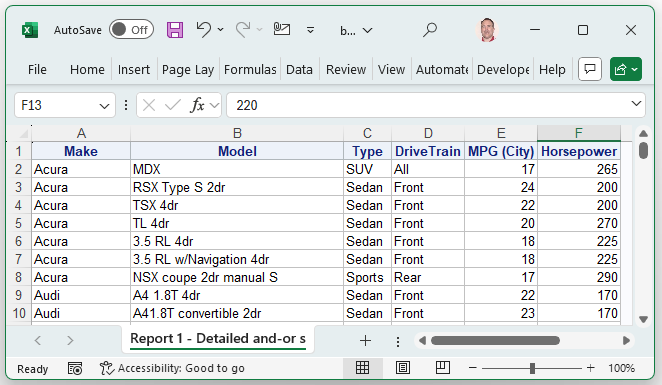 AutoSave Off b...
File Home Insert Page Lay Formulas Data Review View Automate Develope Help
F13 fx 220
A B C D E F
1 Make Model Type DriveTrain MPG (City) Horsepower
2 Acura MDX SUV All 17 265
3 Acura RSX Type S 2dr Sedan Front 24 200
4 Acura TSX 4dr Sedan Front 22 200
5 Acura TL 4dr Sedan Front 20 270
6 Acura 3.5 RL 4dr Sedan Front 18 225
7 Acura 3.5 RL w/Navigation 4dr Sedan Front 18 225
8 Acura NSX coupe 2dr manual S Sports Rear 17 290
9 Audi A4 1.8T 4dr Sedan Front 22 170
10 Audi A41.8T convertible 2dr Sedan Front 23 170
Report 1 - Detailed and-or s
Ready Accessibility: Good to go 100%